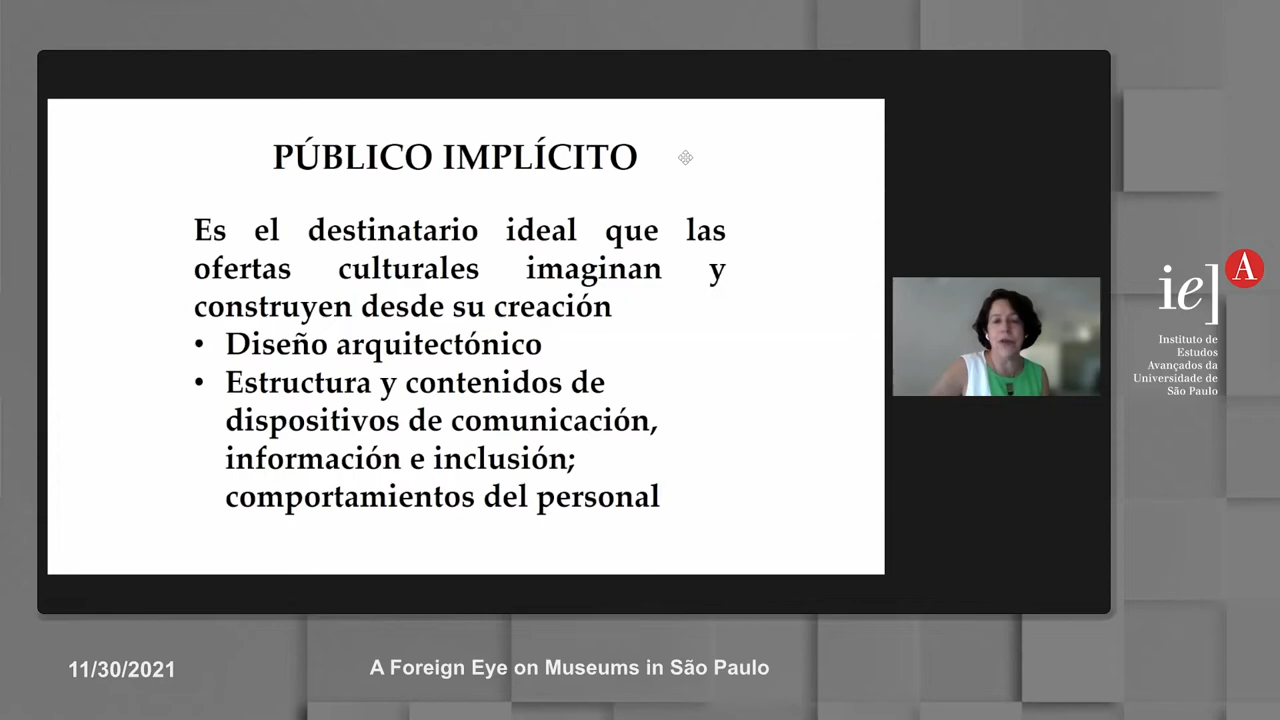 PÚBLICO IMPLÍCITO
Es el destinatario ideal que las
ofertas culturales imaginan y
construyen desde su creación
• Diseño arquitectónico
• Estructura y contenidos de
dispositivos de comunicación,
información e inclusión;
comportamientos del personal
ie] A
Instituto de
Estudos
Avançados da
Universidade de
São Paulo
11/30/2021
A Foreign Eye on Museums in São Paulo